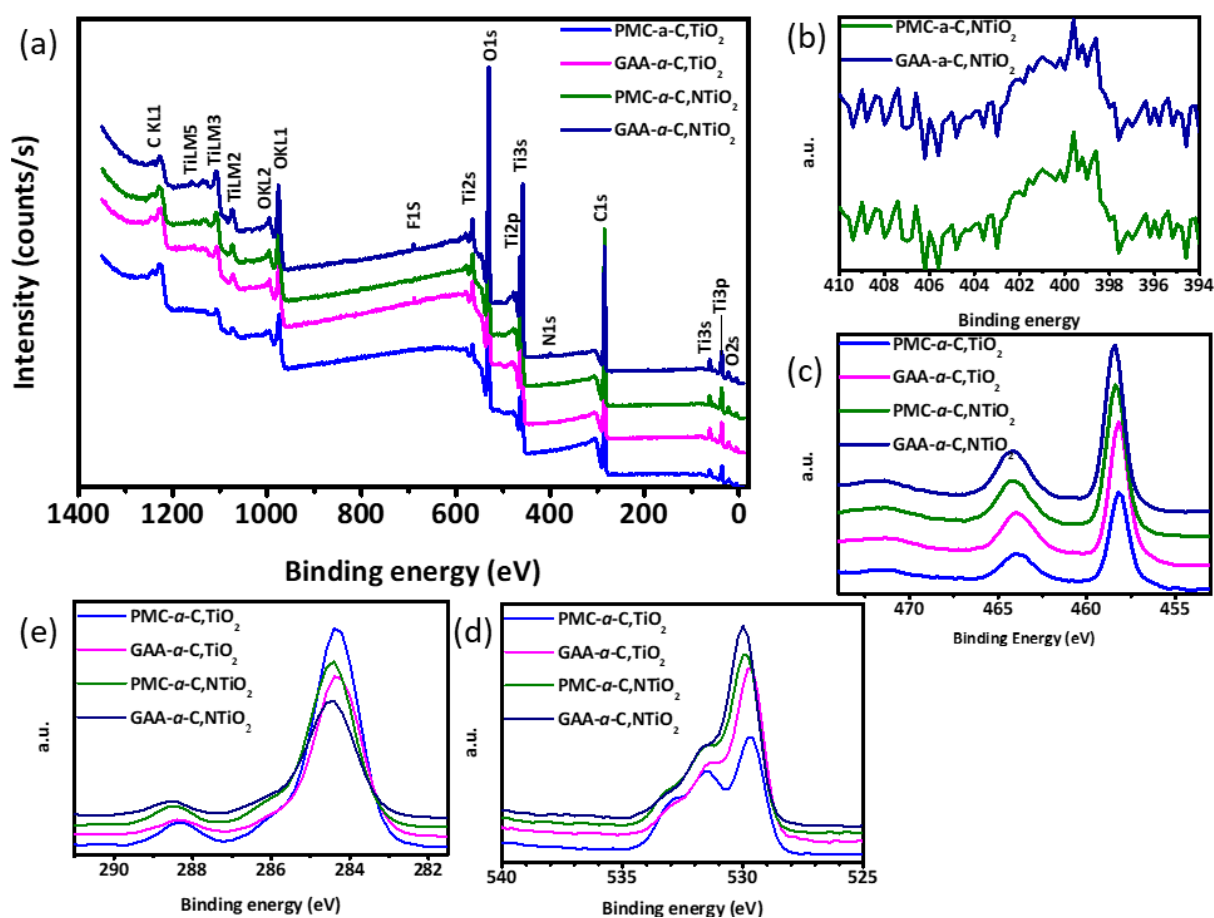 (a)
PMC-a-C,TiO₂
GAA-a-C,TiO₂
PMC-a-C,NTiO₂
GAA-a-C,NTiO₂
C KL1
TiLM5
TiLM3
TiLM2
OKL2
OKL1
F1S
Ti2s
O1s
Ti2p
Ti3s
N1s
C1s
Ti3s
Ti3p
O2s
Intensity (counts/s)
1400 1200 1000 800 600 400 200 0
Binding energy (eV)
(b)
PMC-a-C,NTiO₂
GAA-a-C,NTiO₂
a.u.
410 408 406 404 402 400 398 396 394
Binding energy
(c)
PMC-a-C,TiO₂
GAA-a-C,TiO₂
PMC-a-C,NTiO₂
GAA-a-C,NTiO₂
a.u.
470 465 460 455
Binding Energy (eV)
(e)
PMC-a-C,TiO₂
GAA-a-C,TiO₂
PMC-a-C,NTiO₂
GAA-a-C,NTiO₂
a.u.
290 288 286 284 282
Binding energy (eV)
(d)
PMC-a-C,TiO₂
GAA-a-C,TiO₂
PMC-a-C,NTiO₂
GAA-a-C,NTiO₂
a.u.
540 535 530 525
Binding energy (eV)